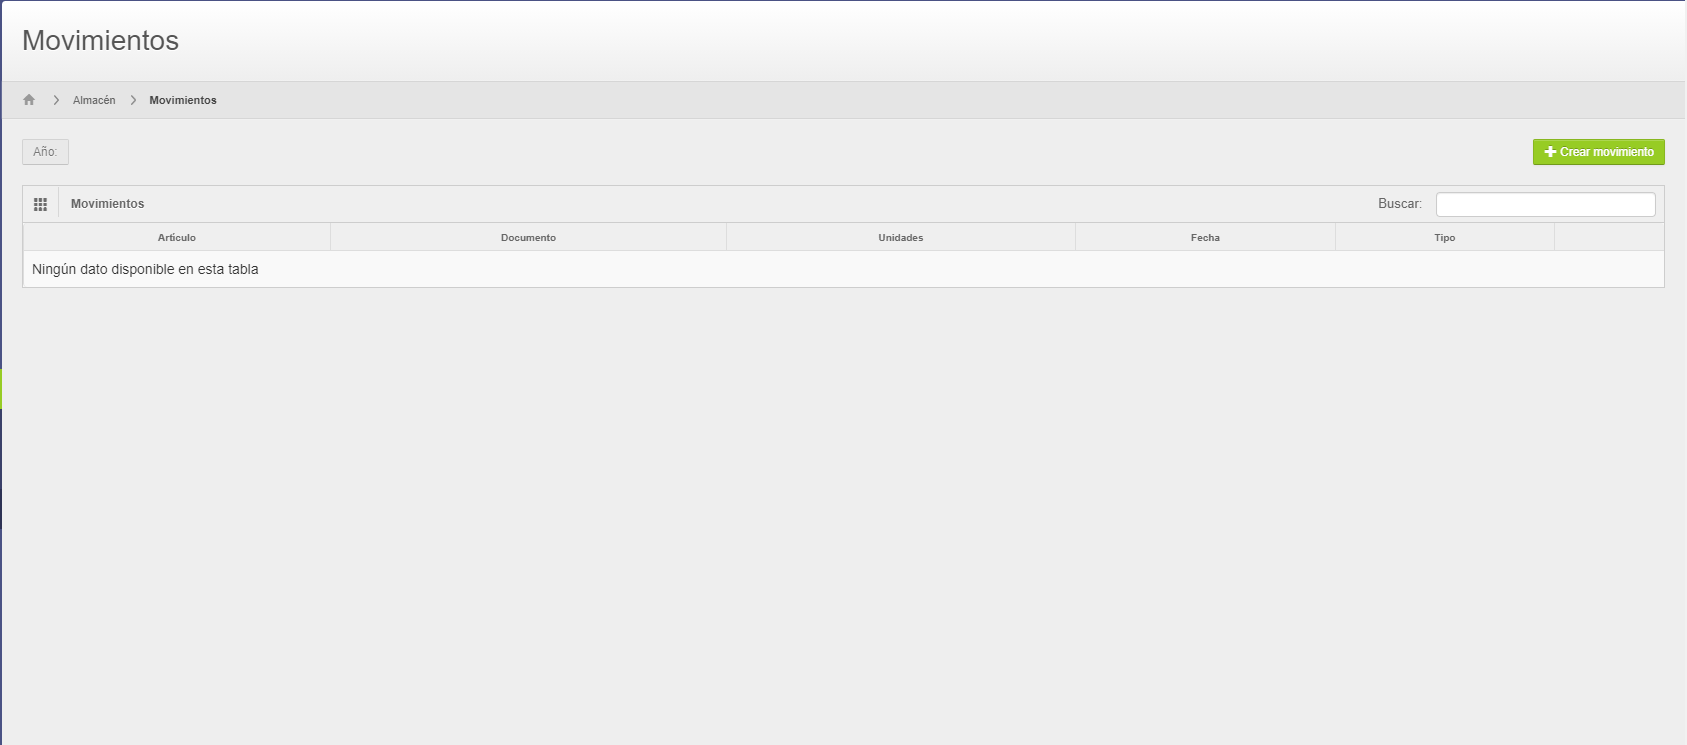 Movimientos
Almacén Movimientos
Año: Crear movimiento
Movimientos Buscar:
Artículo Documento Unidades Fecha Tipo
Ningún dato disponible en esta tabla